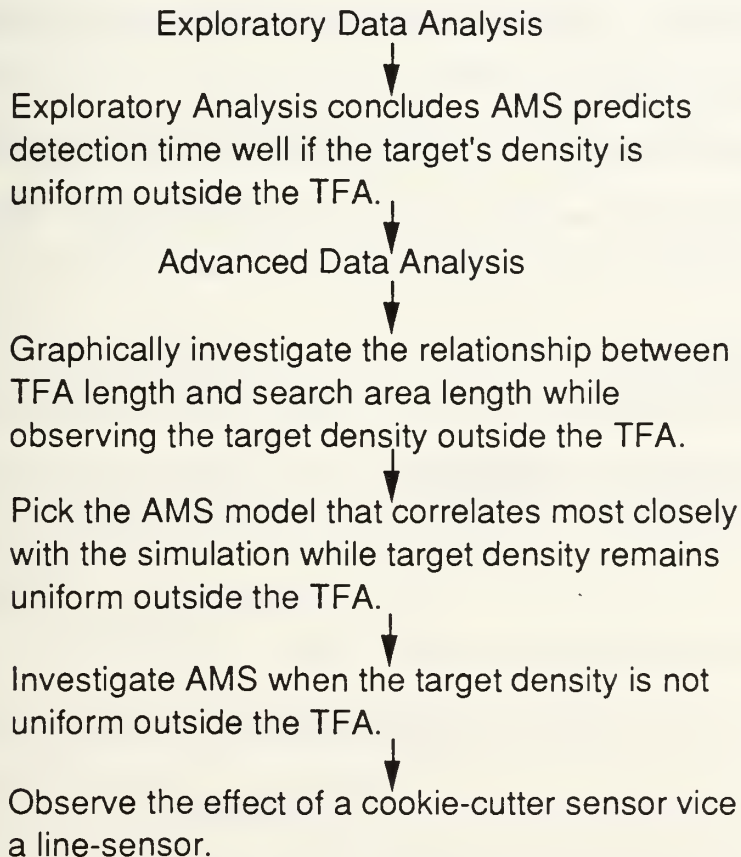 Exploratory Data Analysis
Exploratory Analysis concludes AMS predicts
detection time well if the target's density is
uniform outside the TFA.
Advanced Data Analysis
Graphically investigate the relationship between
TFA length and search area length while
observing the target density outside the TFA.
Pick the AMS model that correlates most closely
with the simulation while target density remains
uniform outside the TFA.
Investigate AMS when the target density is not
uniform outside the TFA.
Observe the effect of a cookie-cutter sensor vice
a line-sensor.